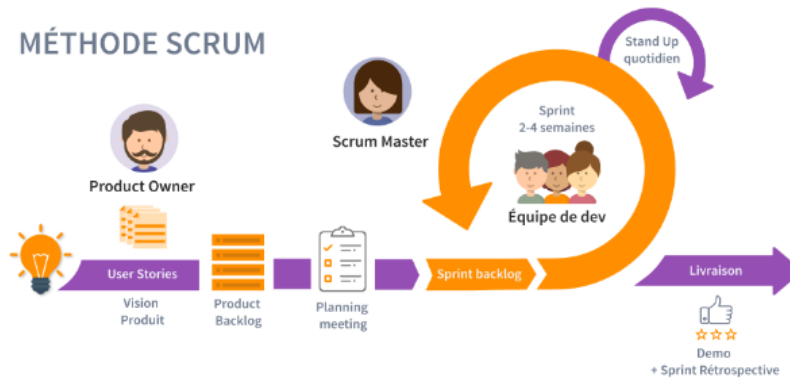 MÉTHODE SCRUM
Stand Up
quotidien
Sprint
2-4 semaines
Scrum Master
Product Owner
Équipe de dev
User Stories
Sprint backlog
Livraison
Vision
Produit
Product
Backlog
Planning
meeting
Demo
+ Sprint Rétrospective